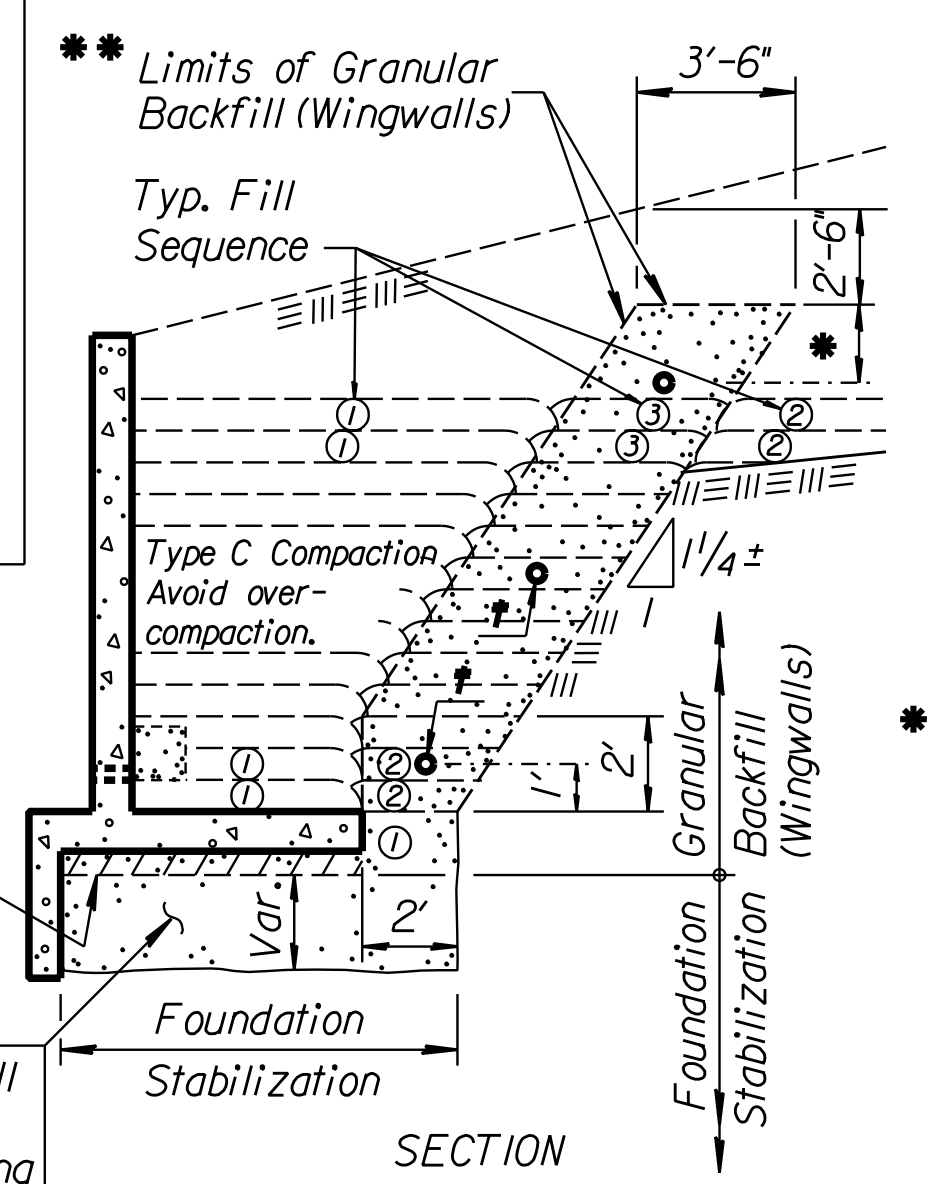 ** Limits of Granular
Backfill (Wingwalls)
3'-6"
Typ. Fill
Sequence
2'-6"
*
1
3
2
1
3
2
Type C Compaction
Avoid over-
compaction.
1 1/4 ±
1
†
†
1
2
1
2
1
1'
2'
Granular
Backfill
(Wingwalls)
*
Var.
2'
Foundation
Stabilization
Foundation
Stabilization
ll
ng
SECTION